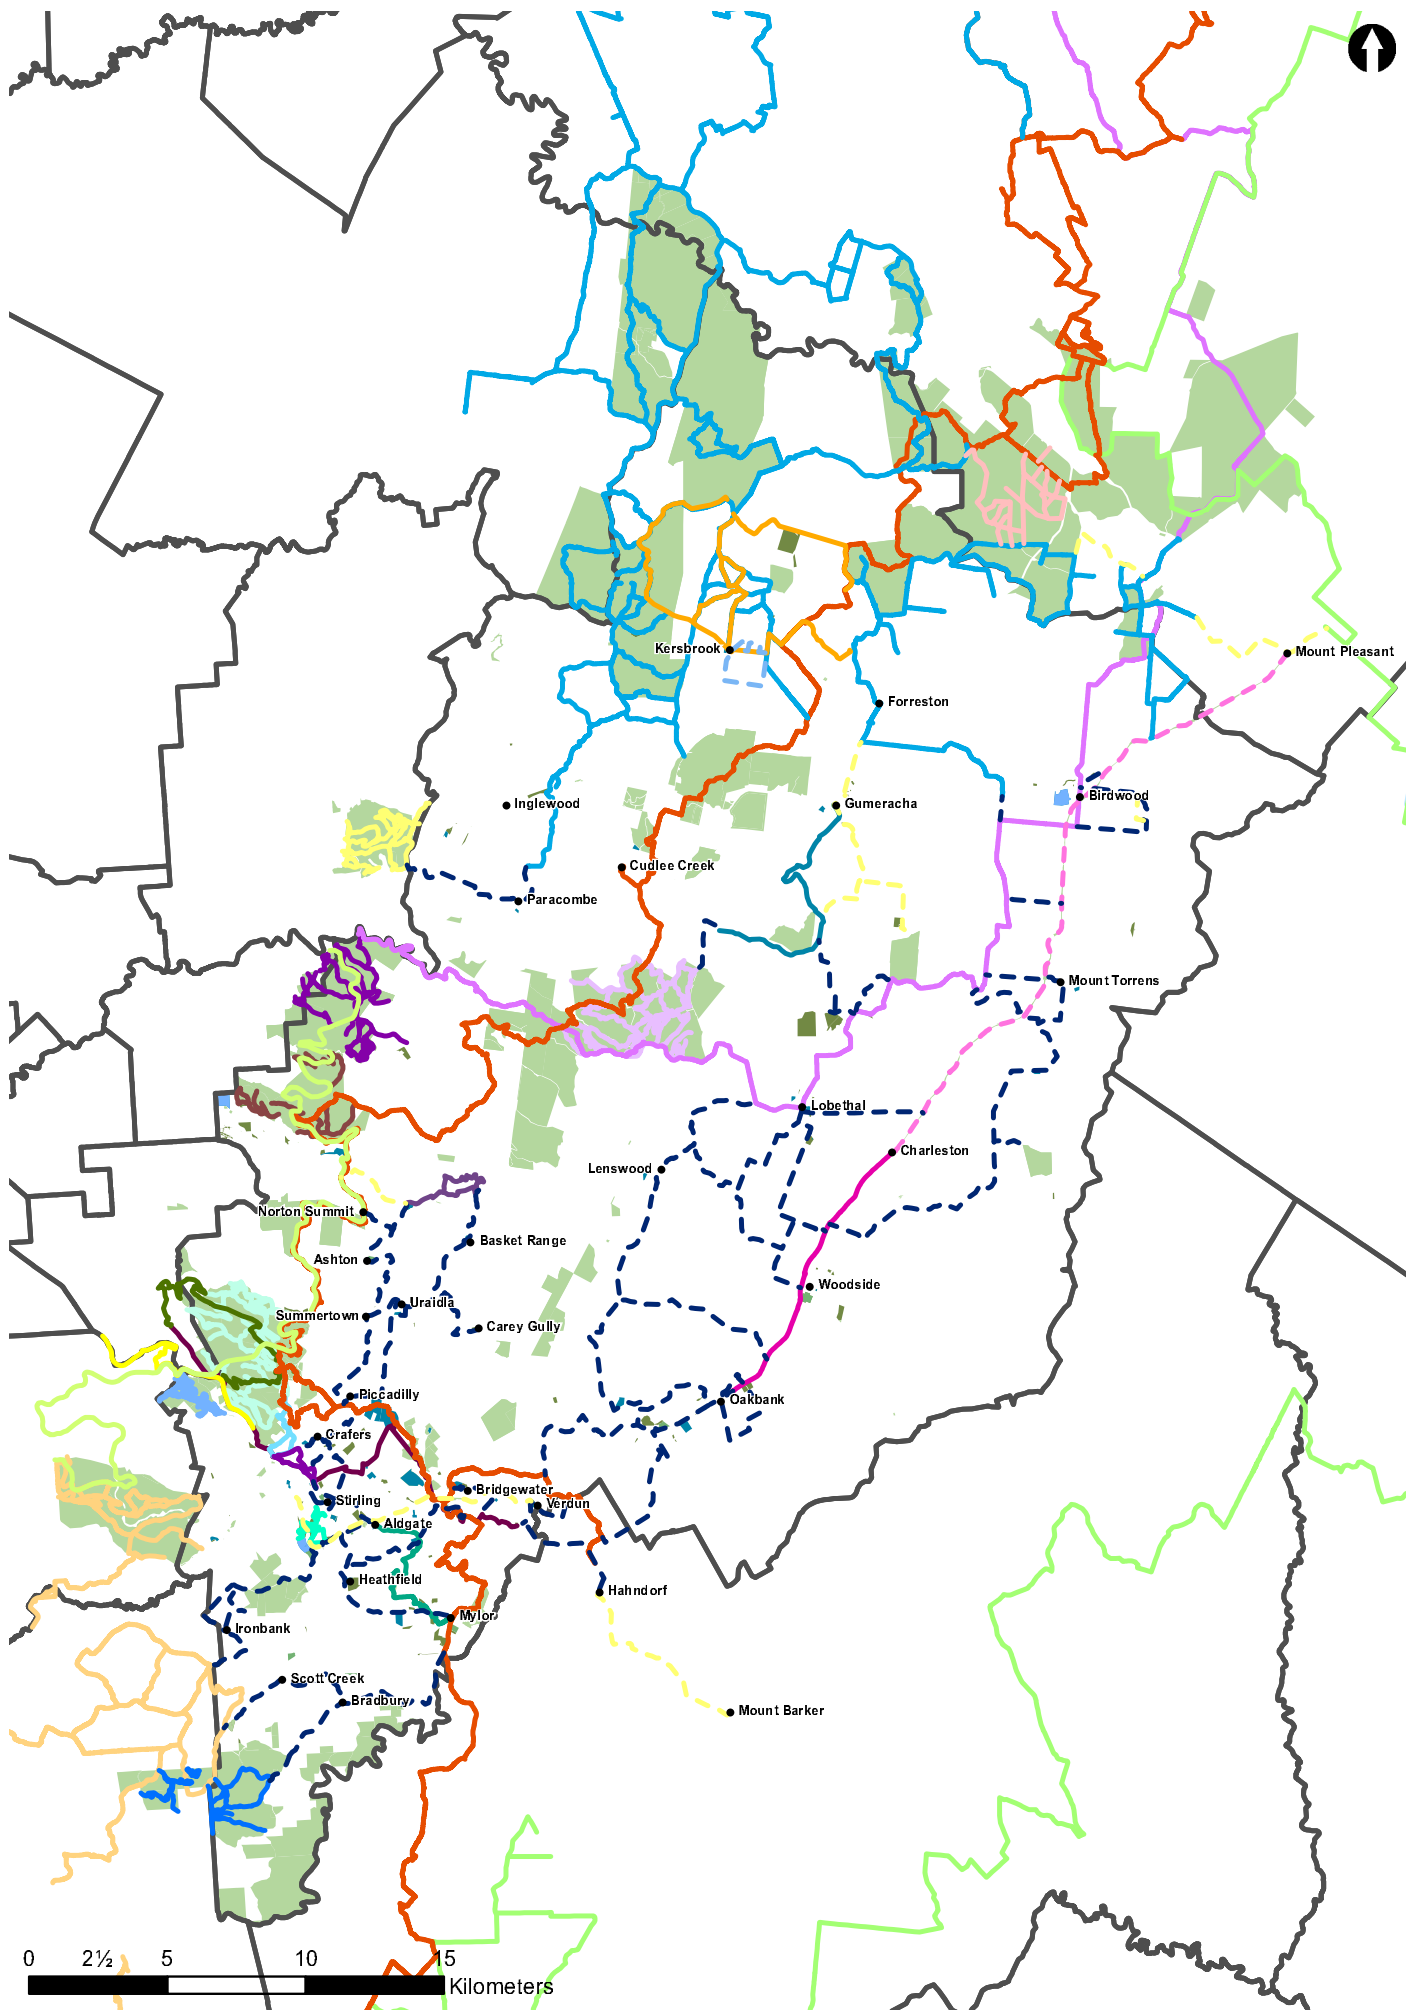 Kersbrook
Mount Pleasant
Forreston
Birdwood
Inglewood
Gumeracha
Cudlee Creek
Paracombe
Mount Torrens
Lobethal
Charleston
Lenswood
Norton Summit
Basket Range
Ashton
Woodside
Uraidla
Summertown
Carey Gully
Piccadilly
Oakbank
Crafers
Bridgewater
Stirling
Verdun
Aldgate
Heathfield
Hahndorf
Mylor
Ironbank
Scott Creek
Bradbury
Mount Barker
0 2½ 5 10 15
Kilometers